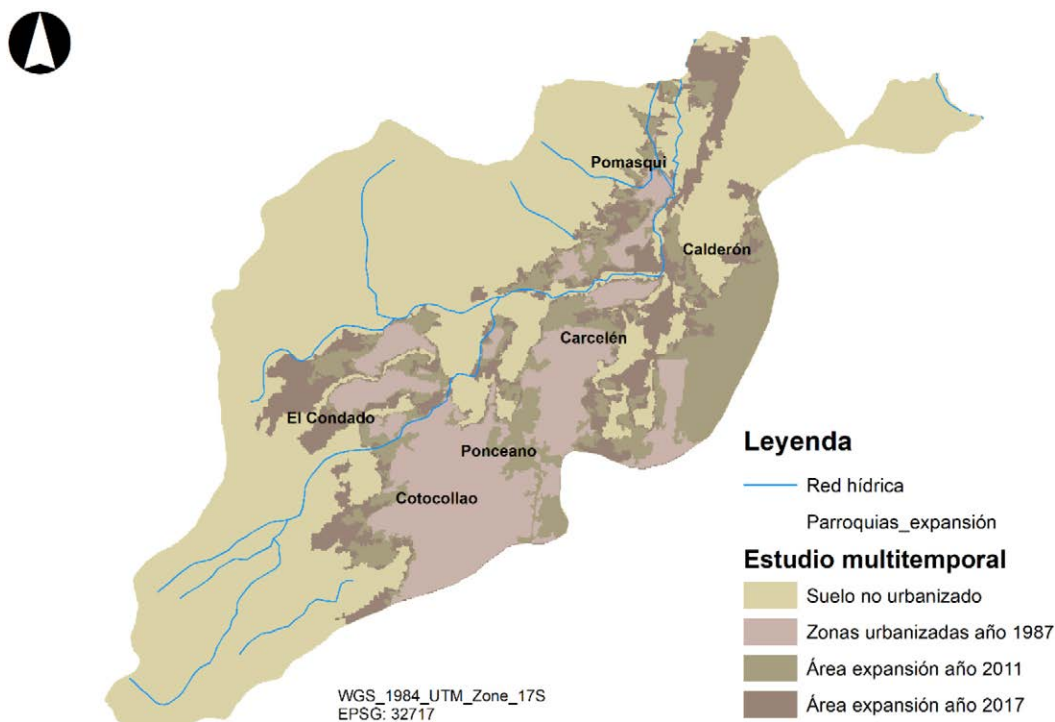 Pomasqui
Calderón
Carcelén
El Condado
Ponceano
Cotocollao
Leyenda
Red hídrica
Parroquias_expansión
Estudio multitemporal
Suelo no urbanizado
Zonas urbanizadas año 1987
Área expansión año 2011
Área expansión año 2017
WGS_1984_UTM_Zone_17S
EPSG: 32717